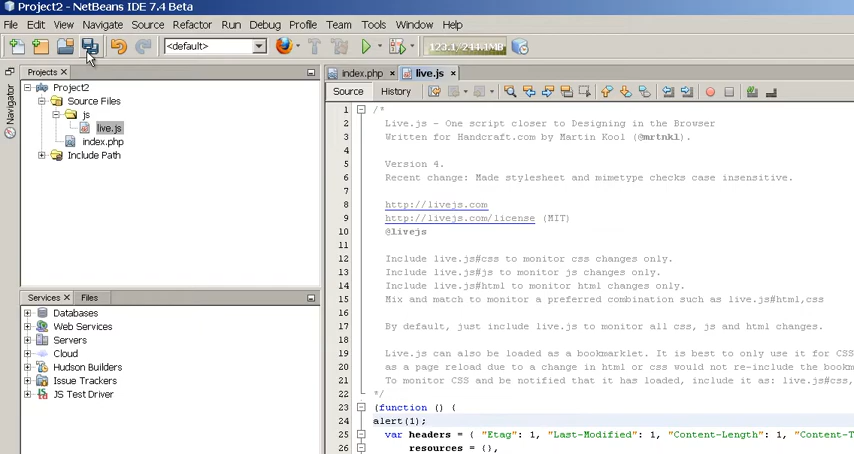 Project2 - NetBeans IDE 7.4 Beta
File Edit View Navigate Source Refactor Run Debug Profile Team Tools Window Help
<default>
123.1/244.1MB
Projects
index.php
live.js
Navigator
Source History
Project2
Source Files
js
live.js
index.php
Include Path
Services Files
Databases
Web Services
Servers
Cloud
Hudson Builders
Issue Trackers
JS Test Driver
1 /*
2 Live.js - One script closer to Designing in the Browser
3 Written for Handcraft.com by Martin Kool (@mrtnkl).
4
5 Version 4.
6 Recent change: Made stylesheet and mimetype checks case insensitive.
7
8 http://livejs.com
9 http://livejs.com/license (MIT)
10 @livejs
11
12 Include live.js#css to monitor css changes only.
13 Include live.js#js to monitor js changes only.
14 Include live.js#html to monitor html changes only.
15 Mix and match to monitor a preferred combination such as live.js#html,css
16
17 By default, just include live.js to monitor all css, js and html changes.
18
19 Live.js can also be loaded as a bookmarklet. It is best to only use it for CSS
20 as a page reload due to a change in html or css would not re-include the bookm
21 To monitor CSS and be notified that it has loaded, include it as: live.js#css,
22 */
23 (function () {
24 alert(1);
25 var headers = { "Etag": 1, "Last-Modified": 1, "Content-Length": 1, "Content-T
26 resources = {},